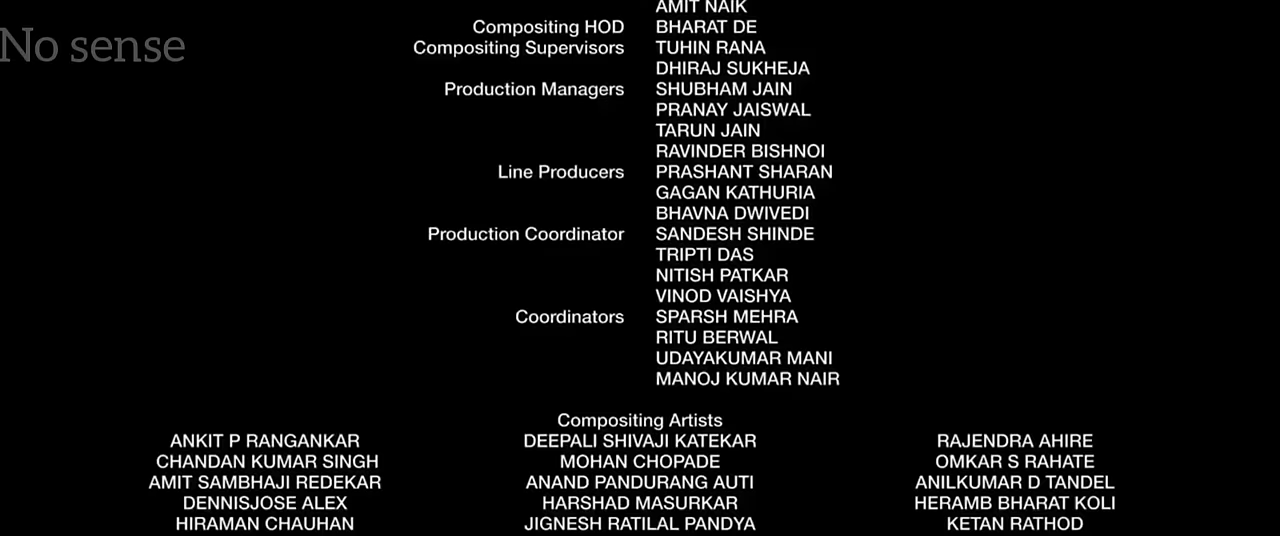 No sense
AMIT NAIK
Compositing HOD BHARAT DE
Compositing Supervisors TUHIN RANA
DHIRAJ SUKHEJA
Production Managers SHUBHAM JAIN
PRANAY JAISWAL
TARUN JAIN
RAVINDER BISHNOI
Line Producers PRASHANT SHARAN
GAGAN KATHURIA
BHAVNA DWIVEDI
Production Coordinator SANDESH SHINDE
TRIPTI DAS
NITISH PATKAR
VINOD VAISHYA
Coordinators SPARSH MEHRA
RITU BERWAL
UDAYAKUMAR MANI
MANOJ KUMAR NAIR
Compositing Artists
ANKIT P RANGANKAR DEEPALI SHIVAJI KATEKAR RAJENDRA AHIRE
CHANDAN KUMAR SINGH MOHAN CHOPADE OMKAR S RAHATE
AMIT SAMBHAJI REDEKAR ANAND PANDURANG AUTI ANILKUMAR D TANDEL
DENNISJOSE ALEX HARSHAD MASURKAR HERAMB BHARAT KOLI
HIRAMAN CHAUHAN JIGNESH RATILAL PANDYA KETAN RATHOD